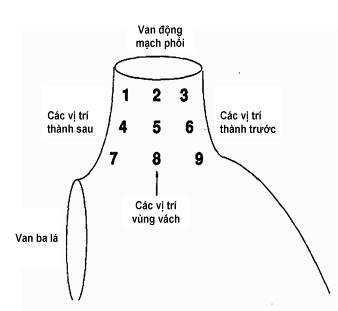 Van động
mạch phổi
1 2 3
Các vị trí
thành sau
Các vị trí
thành trước
4 5 6
7 8 9
Các vị trí
vùng vách
Van ba lá